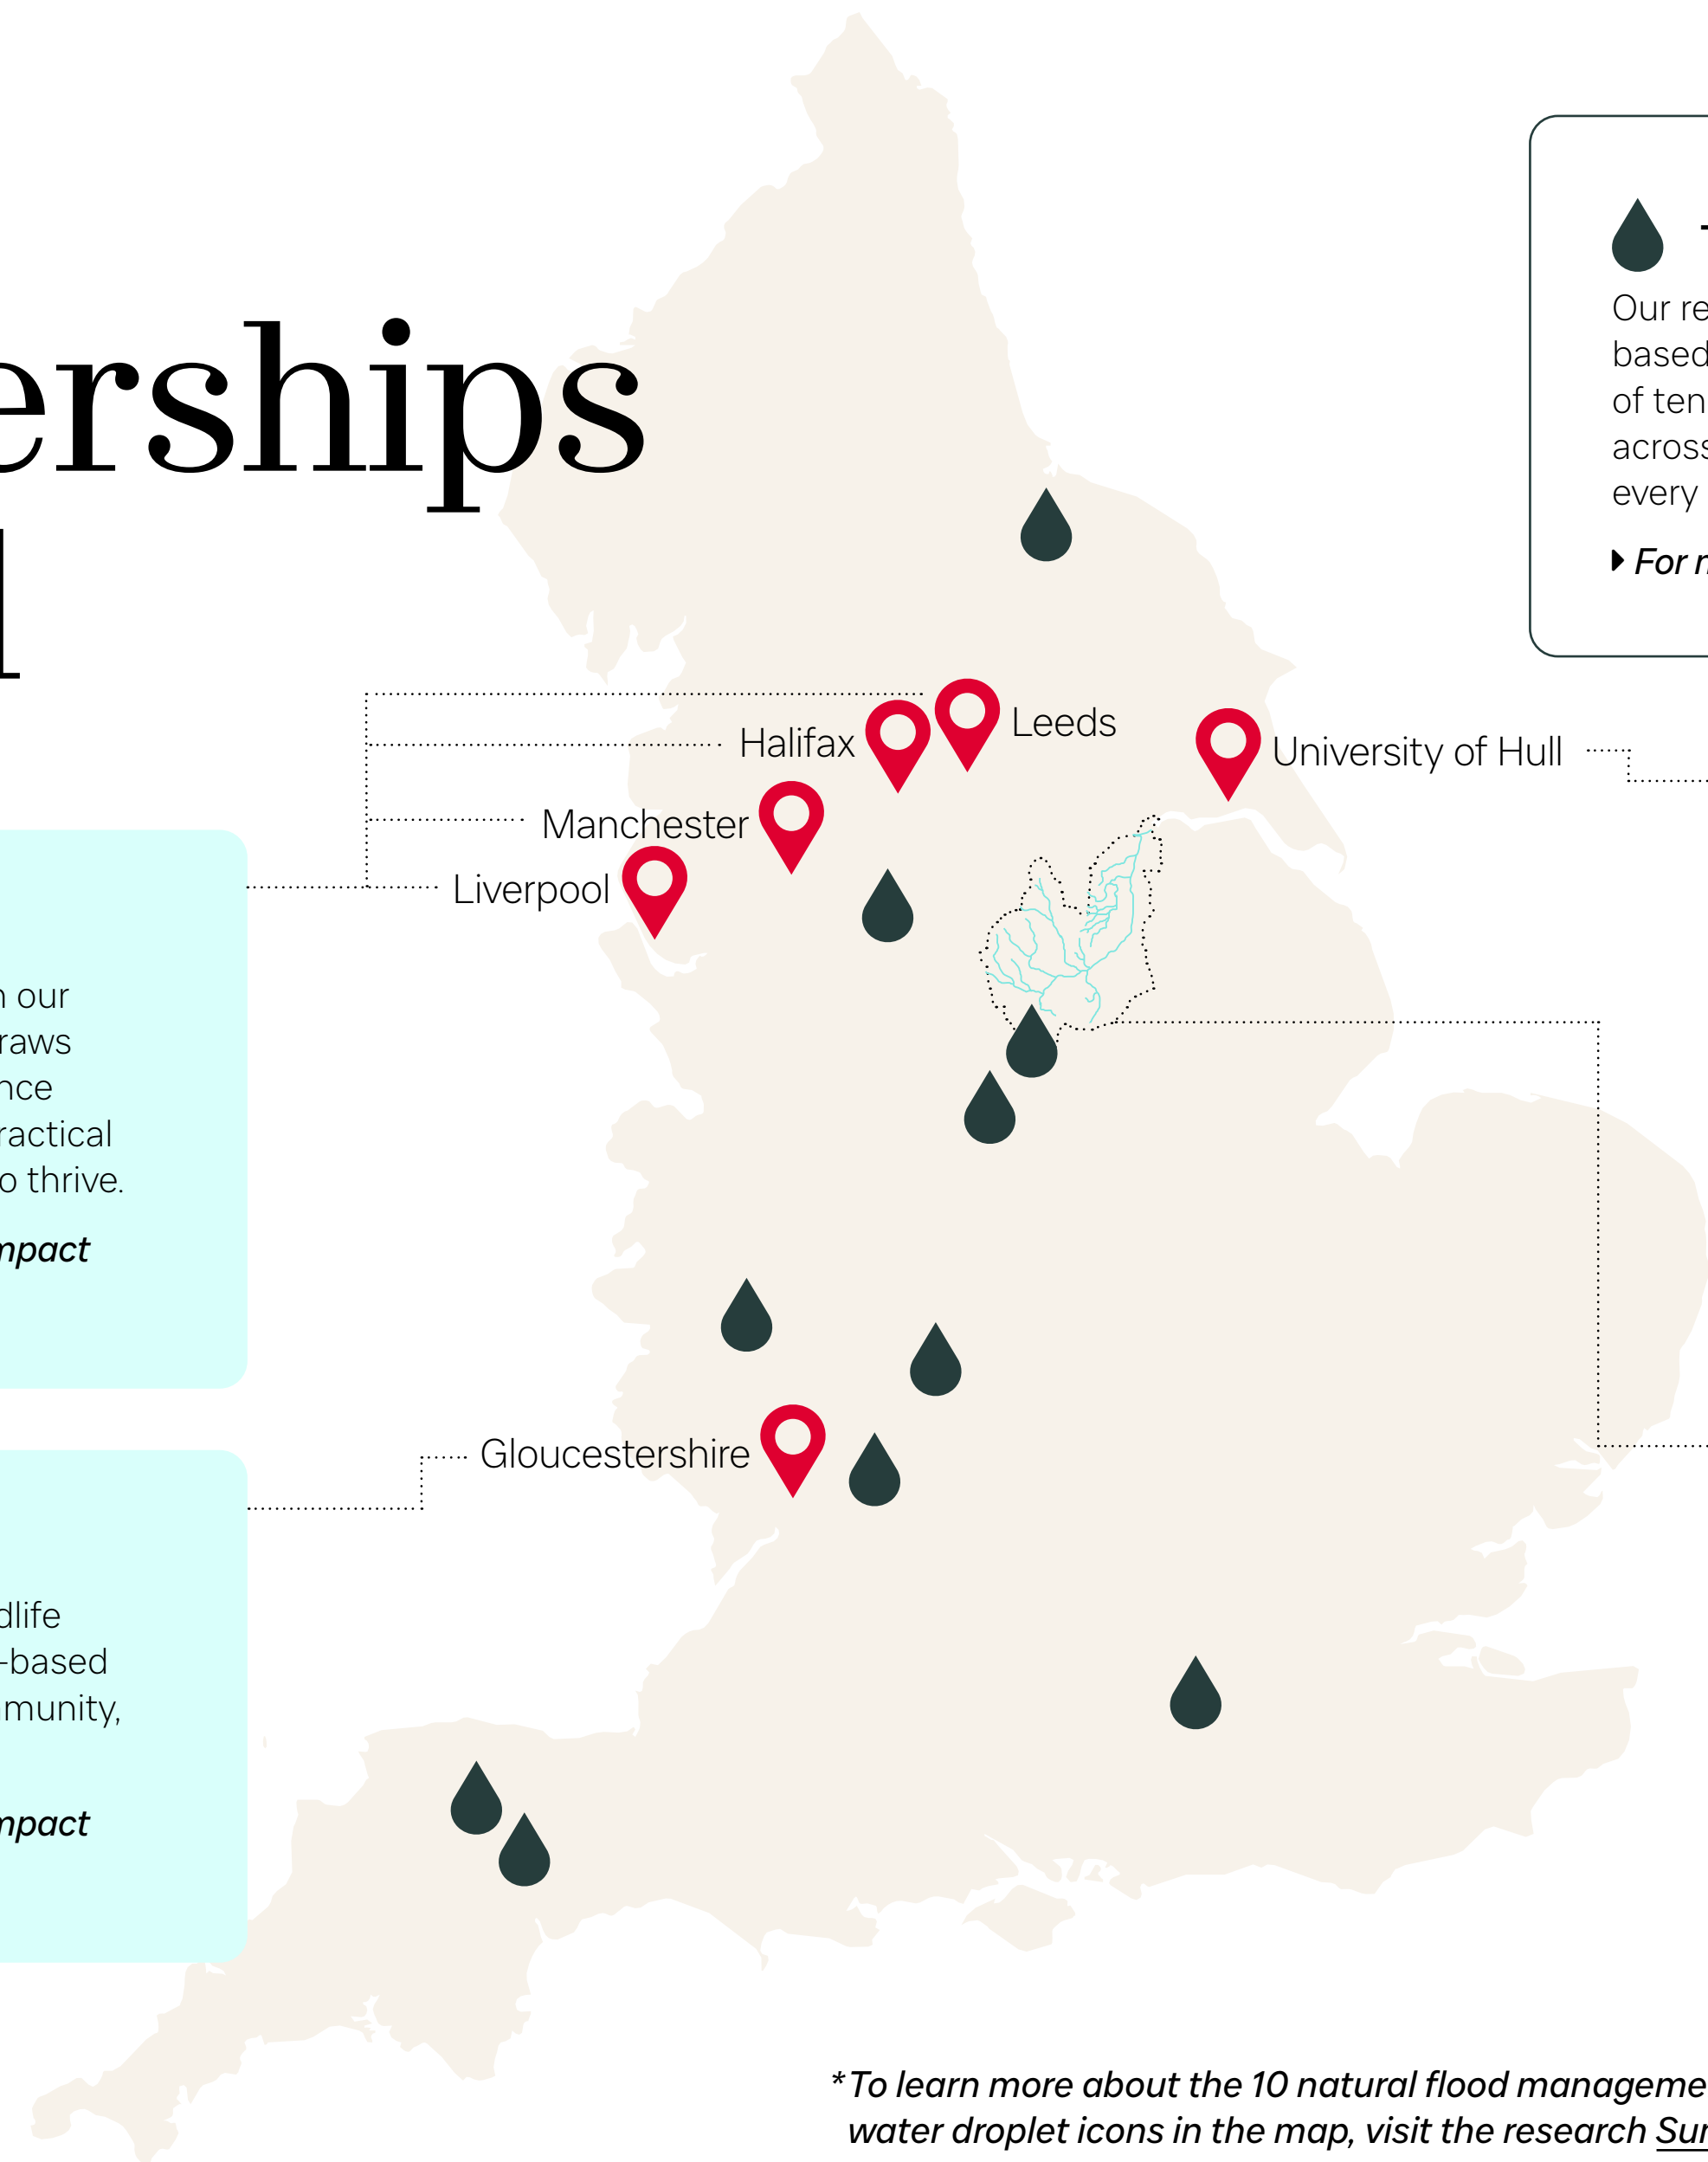 erships
Our re
based
of ten
across
every
For
Leeds
Halifax
University of Hull
Manchester
Liverpool
our
raws
nce
ractical
o thrive.
mpact
Gloucestershire
dlife
-based
munity,
mpact
*To learn more about the 10 natural flood manageme
water droplet icons in the map, visit the research Sur